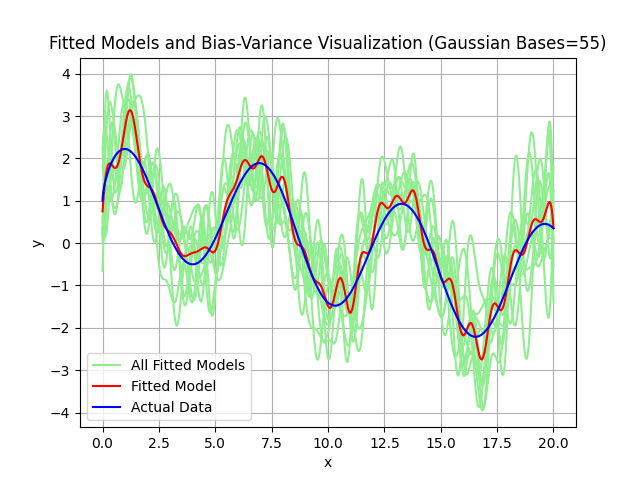 Fitted Models and Bias-Variance Visualization (Gaussian Bases=55)
4
3
2
1
0
−1
−2
−3
−4
y
All Fitted Models
Fitted Model
Actual Data
0.0 2.5 5.0 7.5 10.0 12.5 15.0 17.5 20.0
x